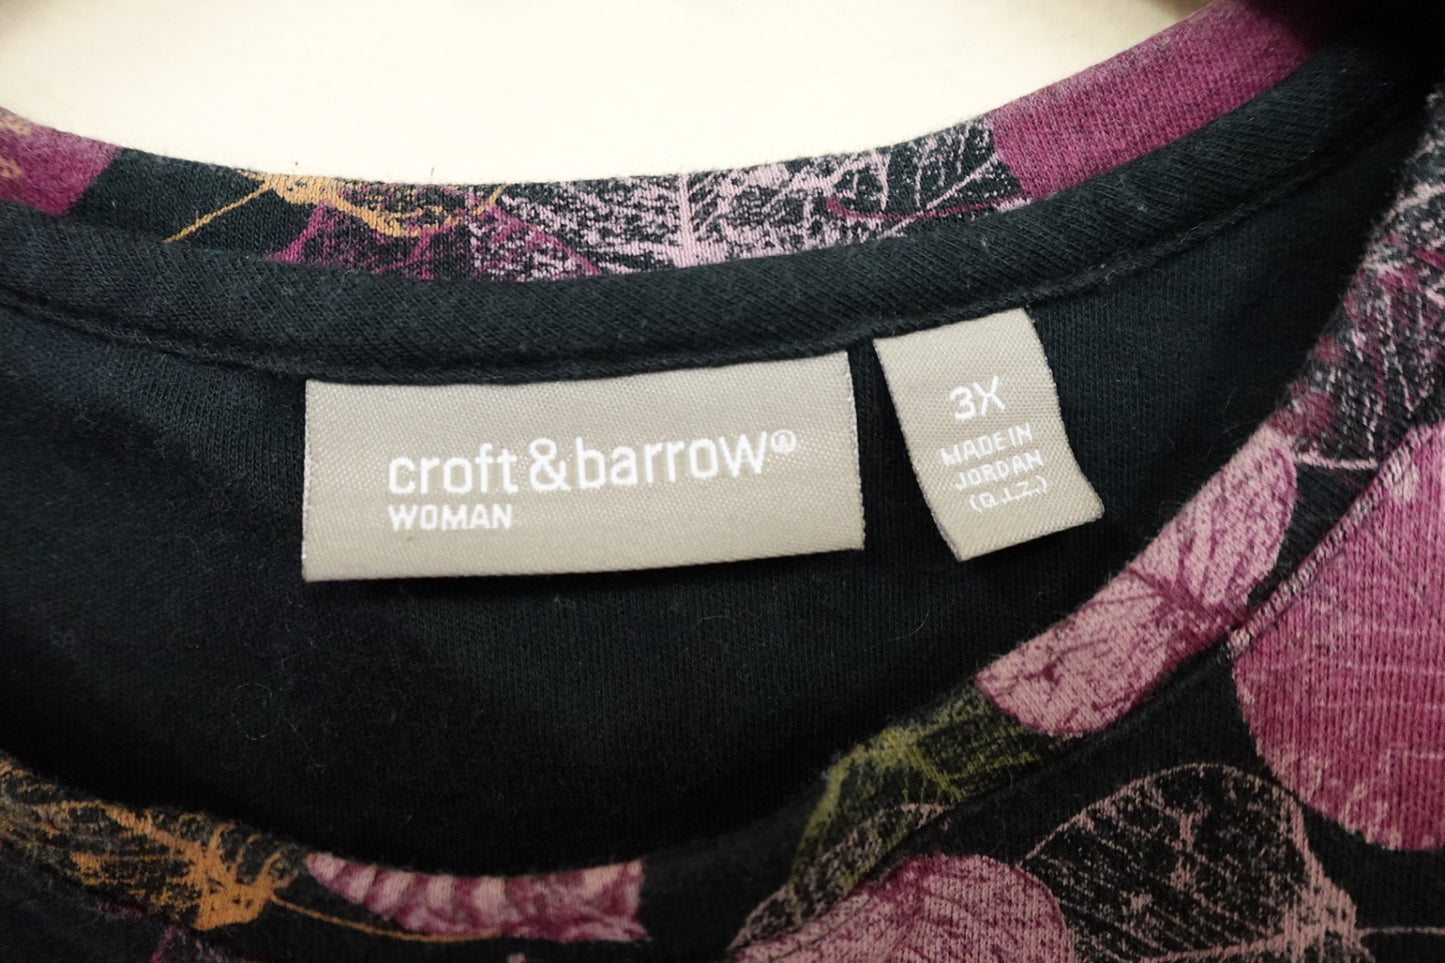 croft&barrow®
WOMAN
3X
MADE IN
JORDAN
(Q.I.Z.)